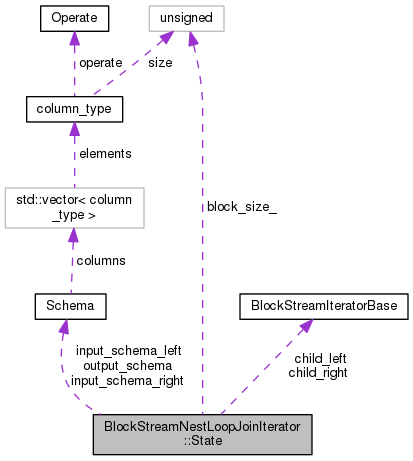 Operate
unsigned
operate
size
column_type
elements
std::vector< column
_type >
block_size_
columns
Schema
BlockStreamIteratorBase
input_schema_left
output_schema
input_schema_right
child_left
child_right
BlockStreamNestLoopJoinIterator
::State